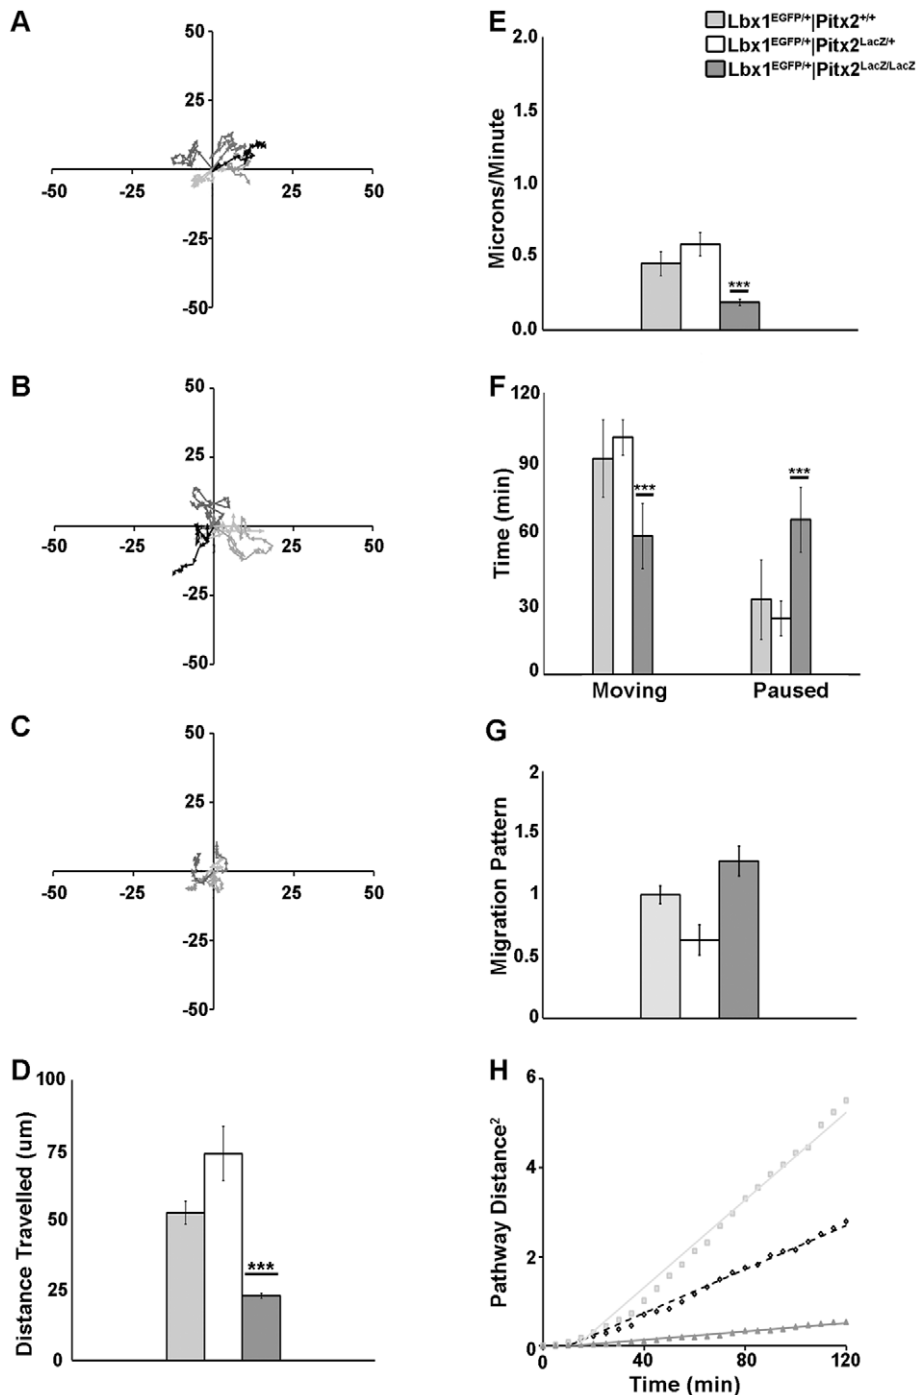 A
50
25
-50
-25
25
50
-25
-50
B
50
25
-50
-25
25
50
-25
-50
C
50
25
-50
-25
25
50
-25
-50
D
100
75
50
25
0
Distance Travelled (um)
E
Lbx1EGFP/+|Pitx2+/+
Lbx1EGFP/+|Pitx2LacZ/+
Lbx1EGFP/+|Pitx2LacZ/LacZ
2.0
1.5
1.0
0.5
0.0
Microns/Minute
***
F
120
90
60
30
0
Time (min)
***
***
Moving
Paused
G
2
1.5
1
0.5
0
Migration Pattern
***
H
6
4
2
0
Pathway Distance2
0
40
80
120
Time (min)